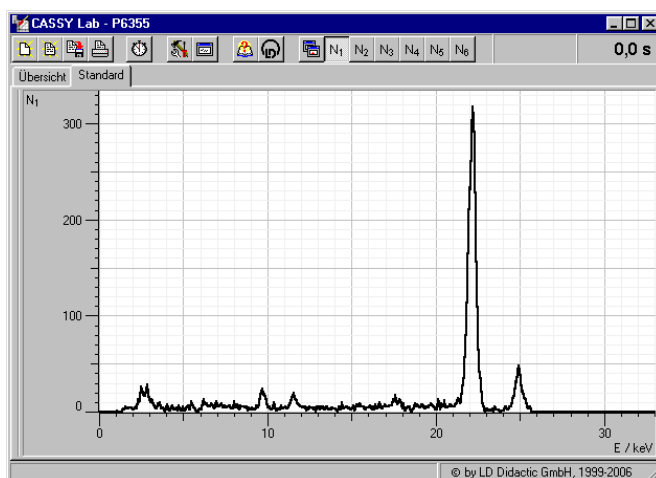 CASSY Lab - P6355
N₁ N₂ N₃ N₄ N₅ N₆ 0,0 s
Übersicht Standard
N₁
300
200
100
0
0 10 20 30
E / keV
© by LD Didactic GmbH, 1999-2006